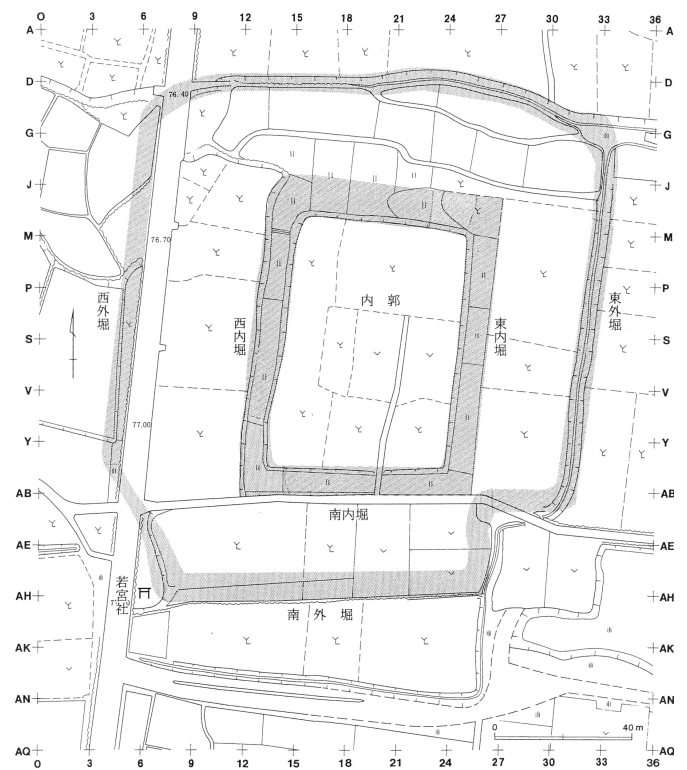 O 3 6 9 12 15 18 21 24 27 30 33 36
A A
D D
76.40
G G
J J
M M
76.70
P P
西外堀
内郭
東外堀
西内堀
東内堀
S S
V V
77.00
Y Y
AB AB
南内堀
AE AE
若宮社
AH AH
南外堀
AK AK
AN AN
0 40 m
AQ AQ
0 3 6 9 12 15 18 21 24 27 30 33 36